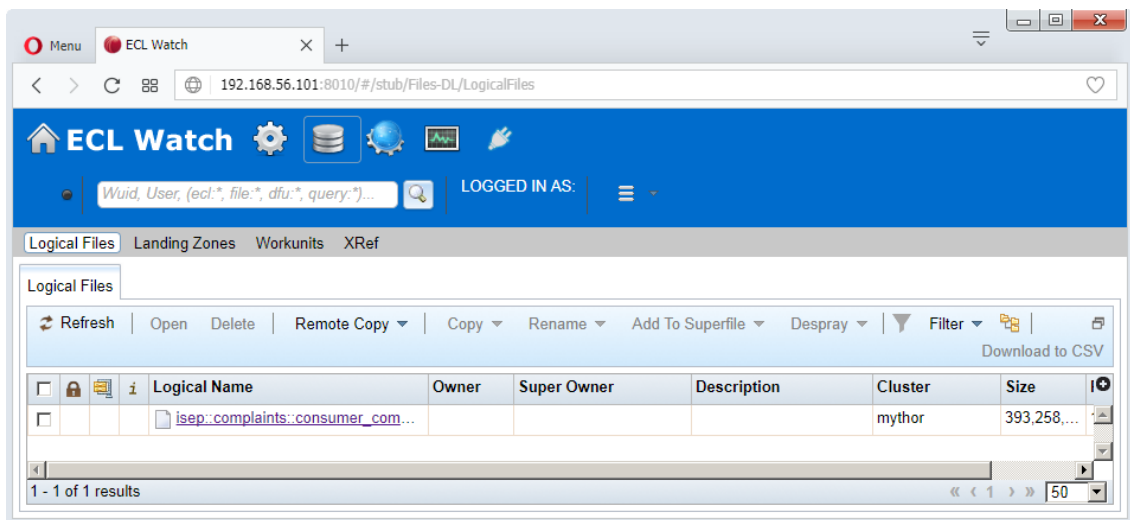 Menu ECL Watch
192.168.56.101:8010/#/stub/Files-DL/LogicalFiles
ECL Watch
Wuid, User, (ecl:*, file:*, dfu:*, query:*)... LOGGED IN AS:
Logical Files Landing Zones Workunits XRef
Logical Files
Refresh Open Delete Remote Copy Copy Rename Add To Superfile Despray Filter
Download to CSV
i Logical Name Owner Super Owner Description Cluster Size
isep::complaints::consumer_com... mythor 393,258,...
1 - 1 of 1 results « ‹ 1 › » 50